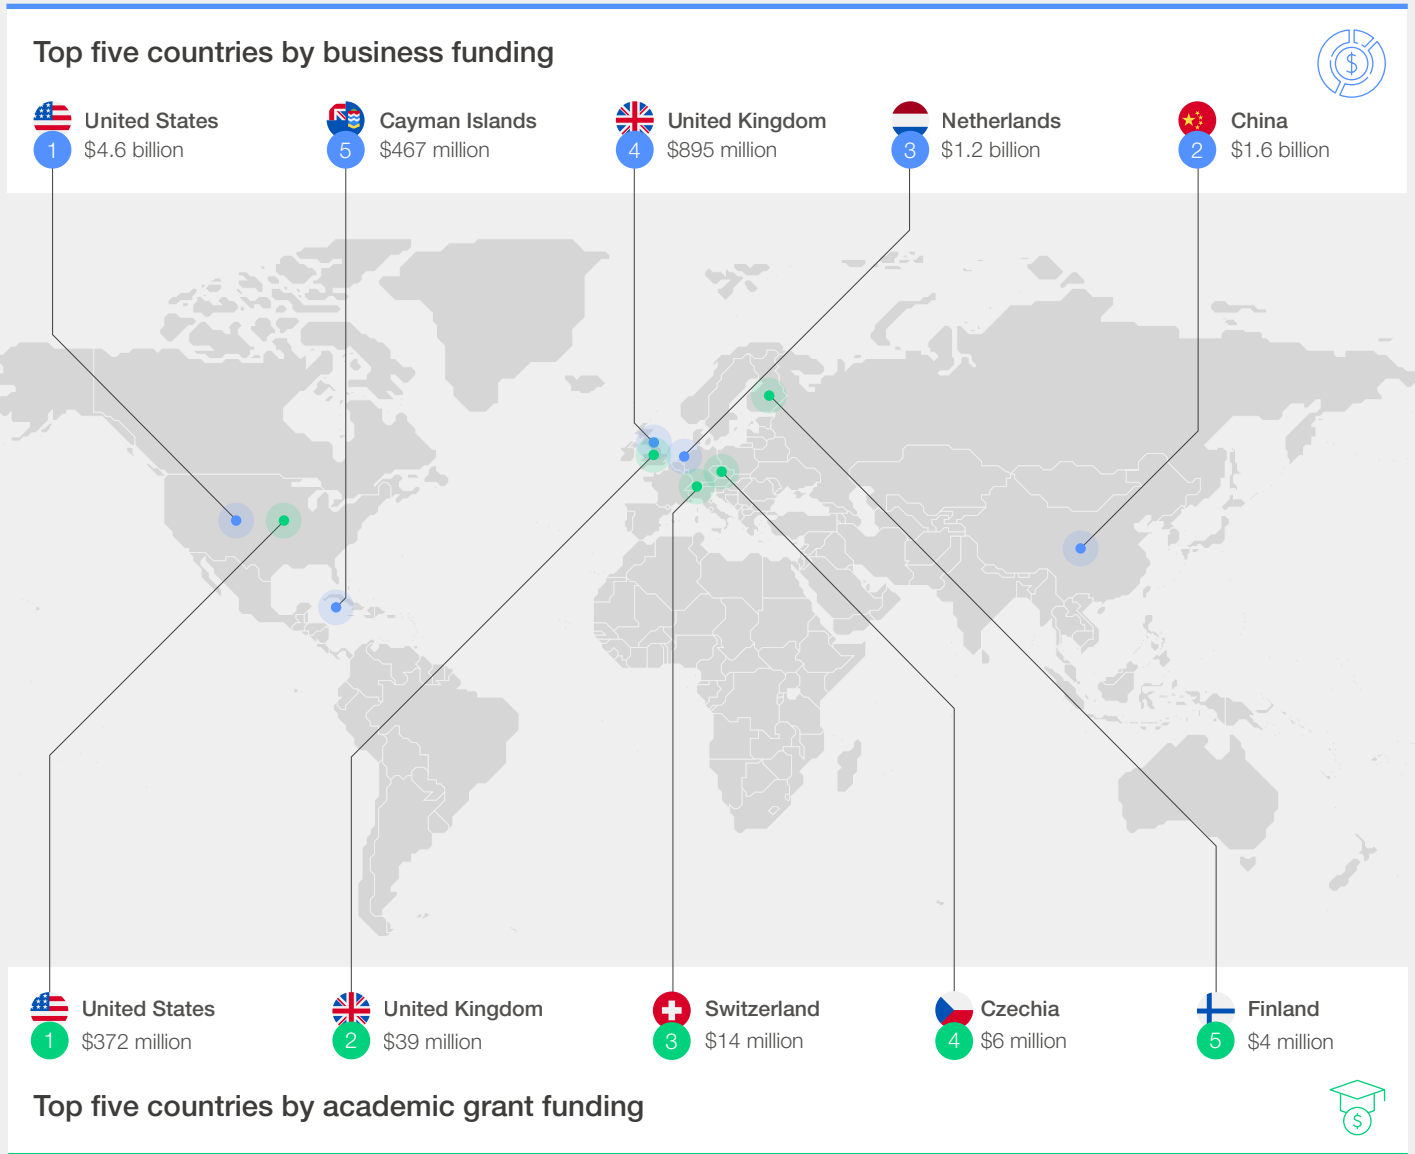 Top five countries by business funding
$
United States
1
$4.6 billion
Cayman Islands
5
$467 million
United Kingdom
4
$895 million
Netherlands
3
$1.2 billion
China
2
$1.6 billion
United States
1
$372 million
United Kingdom
2
$39 million
Switzerland
3
$14 million
Czechia
4
$6 million
Finland
5
$4 million
Top five countries by academic grant funding
$